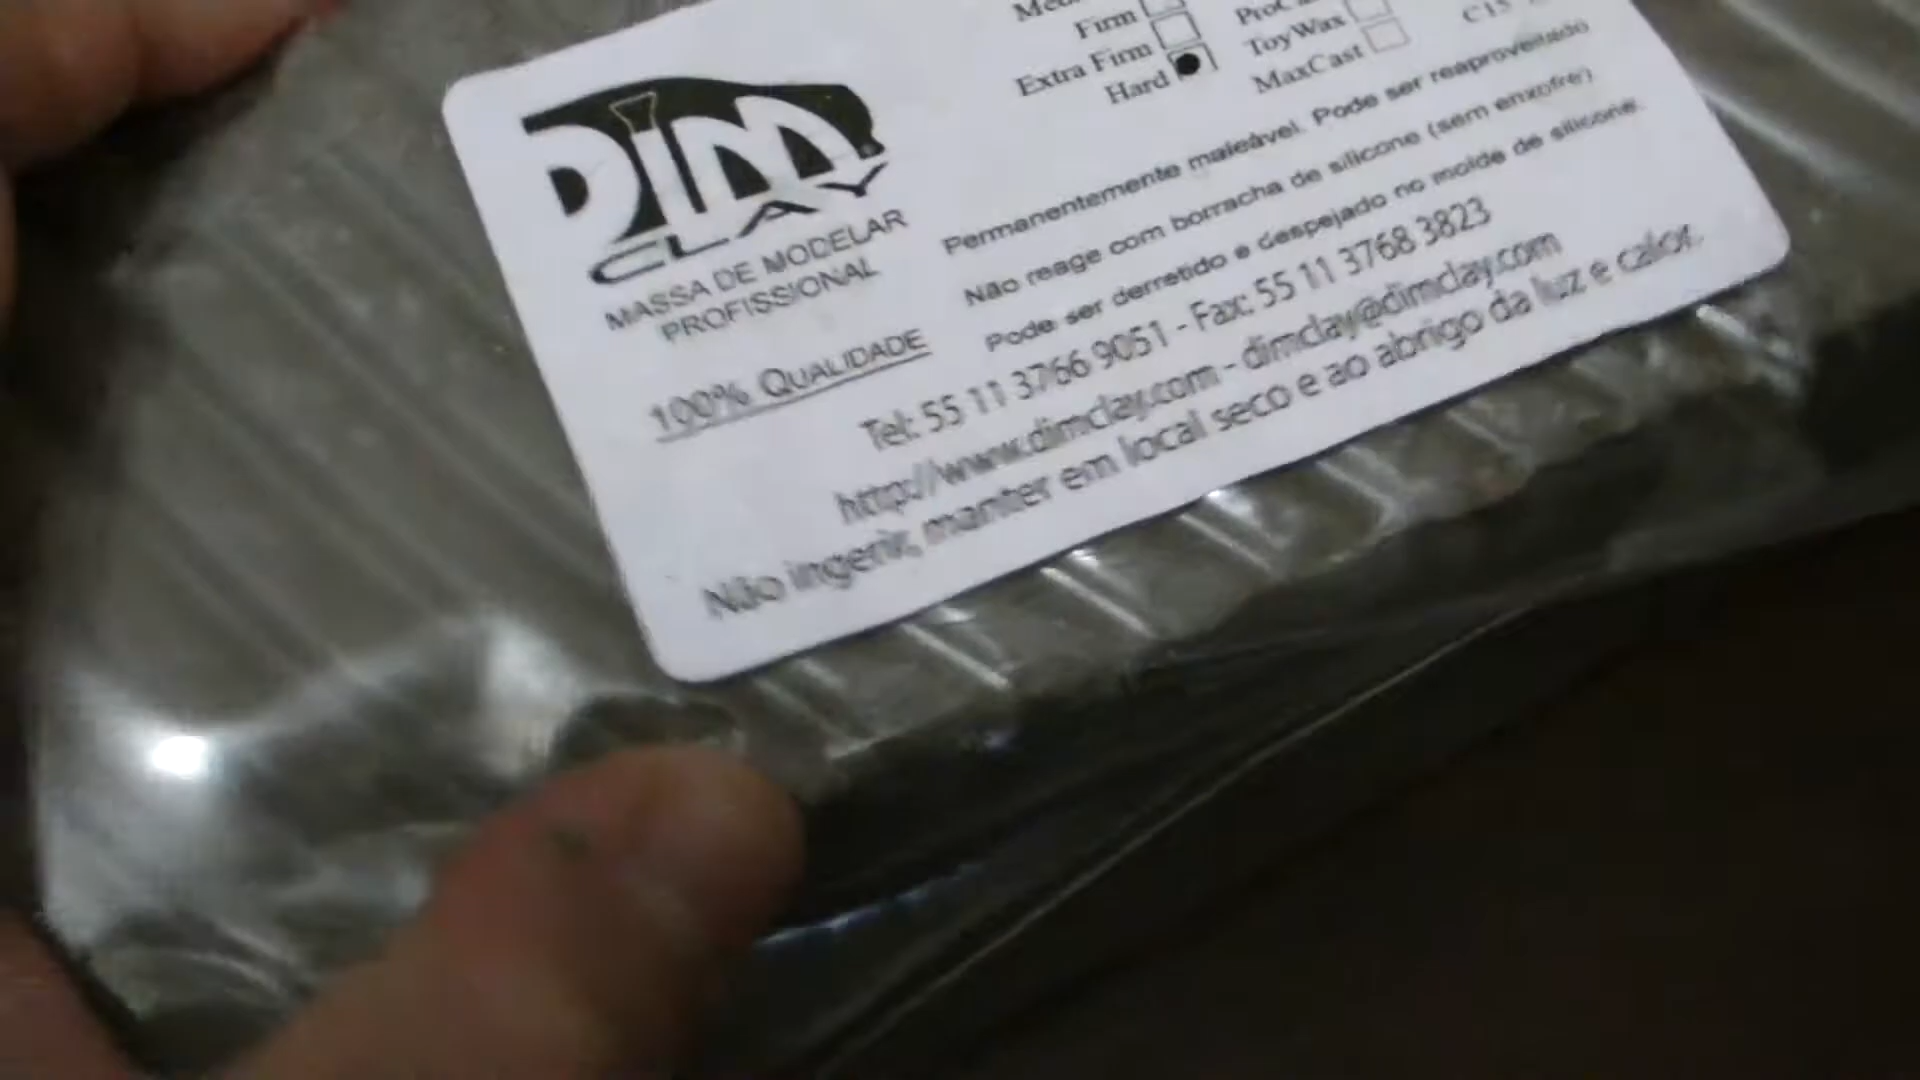 Firm
Extra Firm
Hard
ToyWax
MaxCast
DIM
CLAY
MASSA DE MODELAR
PROFISSIONAL
100% QUALIDADE
Permanentemente maleável. Pode ser reaproveitado
Não reage com borracha de silicone (sem enxofre)
Pode ser derretido e despejado no molde de silicone.
Tel: 55 11 3766 9051 - Fax: 55 11 3768 3823
http://www.dimclay.com - dimclay@dimclay.com
Não ingerir, manter em local seco e ao abrigo da luz e calor.